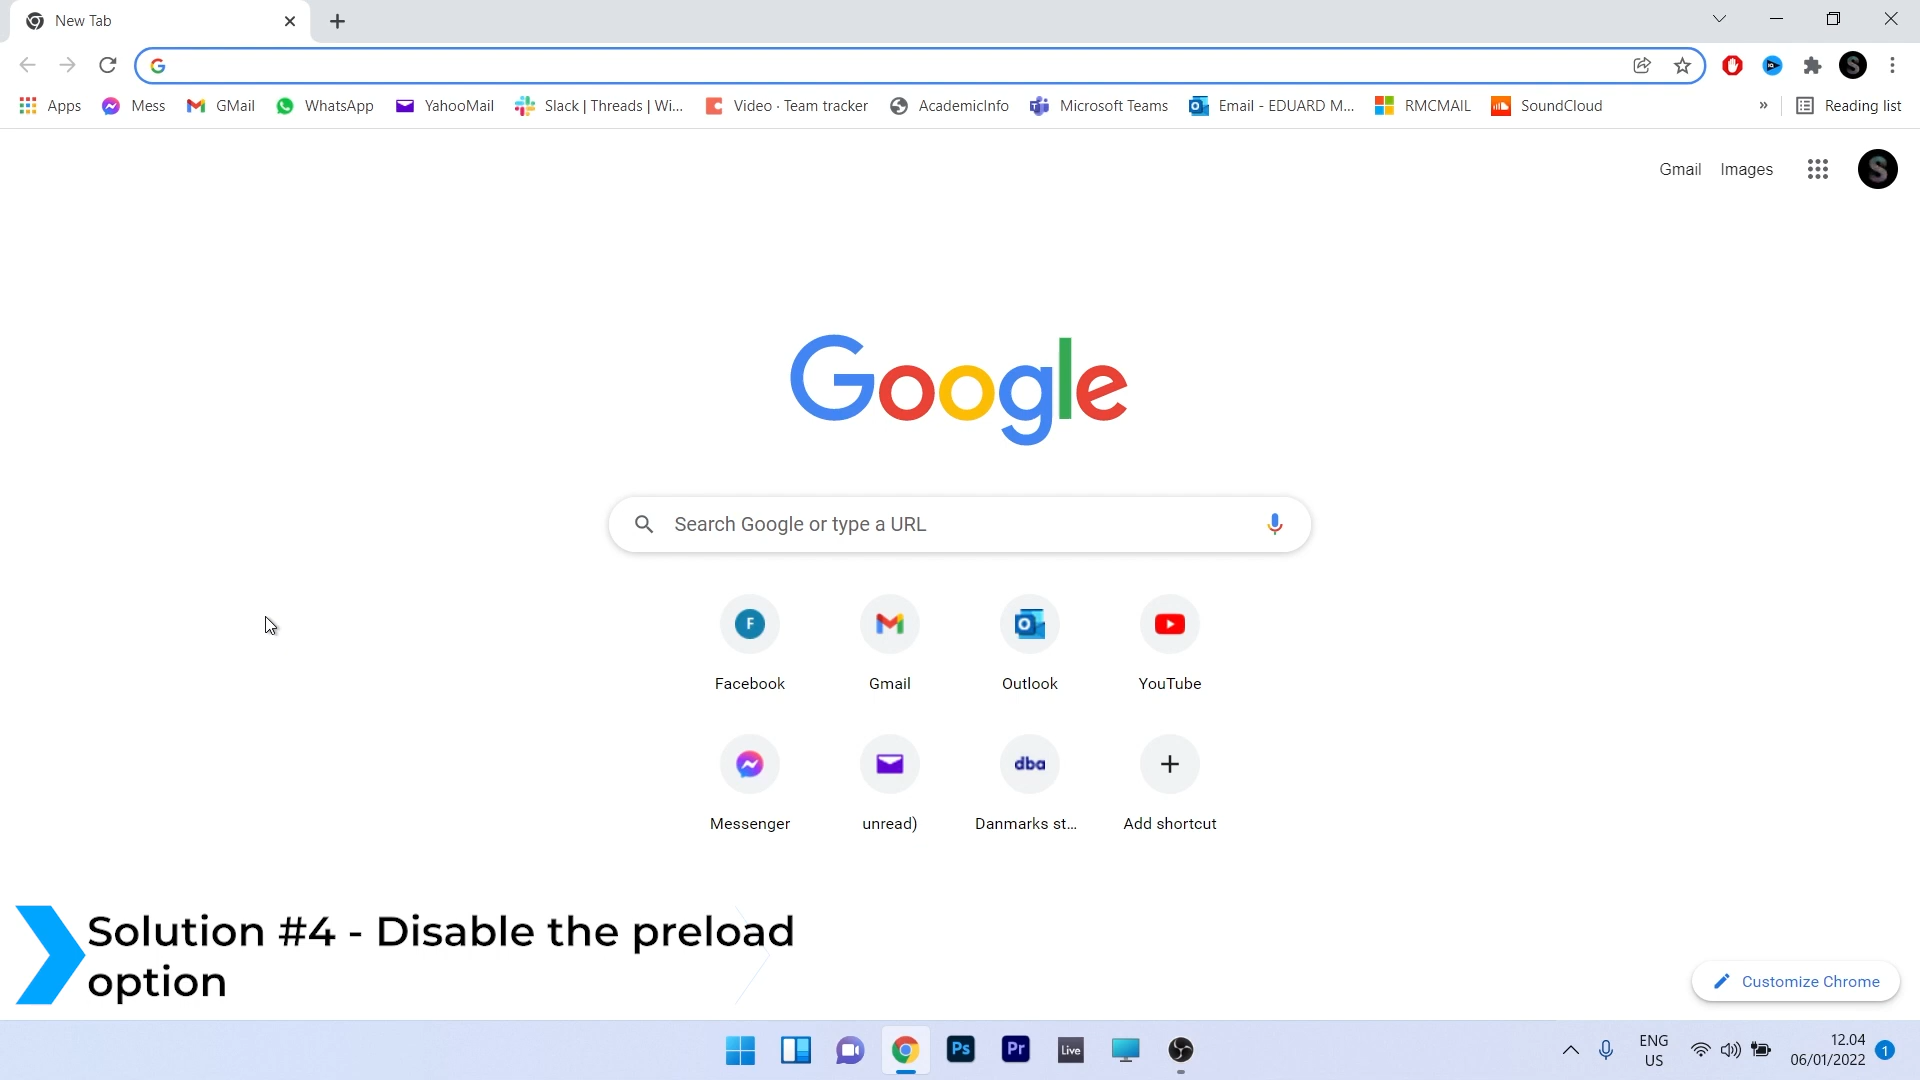 New Tab
Apps Mess GMail WhatsApp YahooMail Slack | Threads | Wi... Video · Team tracker AcademicInfo Microsoft Teams Email - EDUARD M... RMCMAIL SoundCloud » Reading list
Gmail Images S
Google
Search Google or type a URL
F
Facebook Gmail Outlook YouTube
dba
Messenger unread) Danmarks st... Add shortcut
Solution #4 - Disable the preload
option
Customize Chrome
Ps Pr Live
ENG
US
12.04
06/01/2022
1